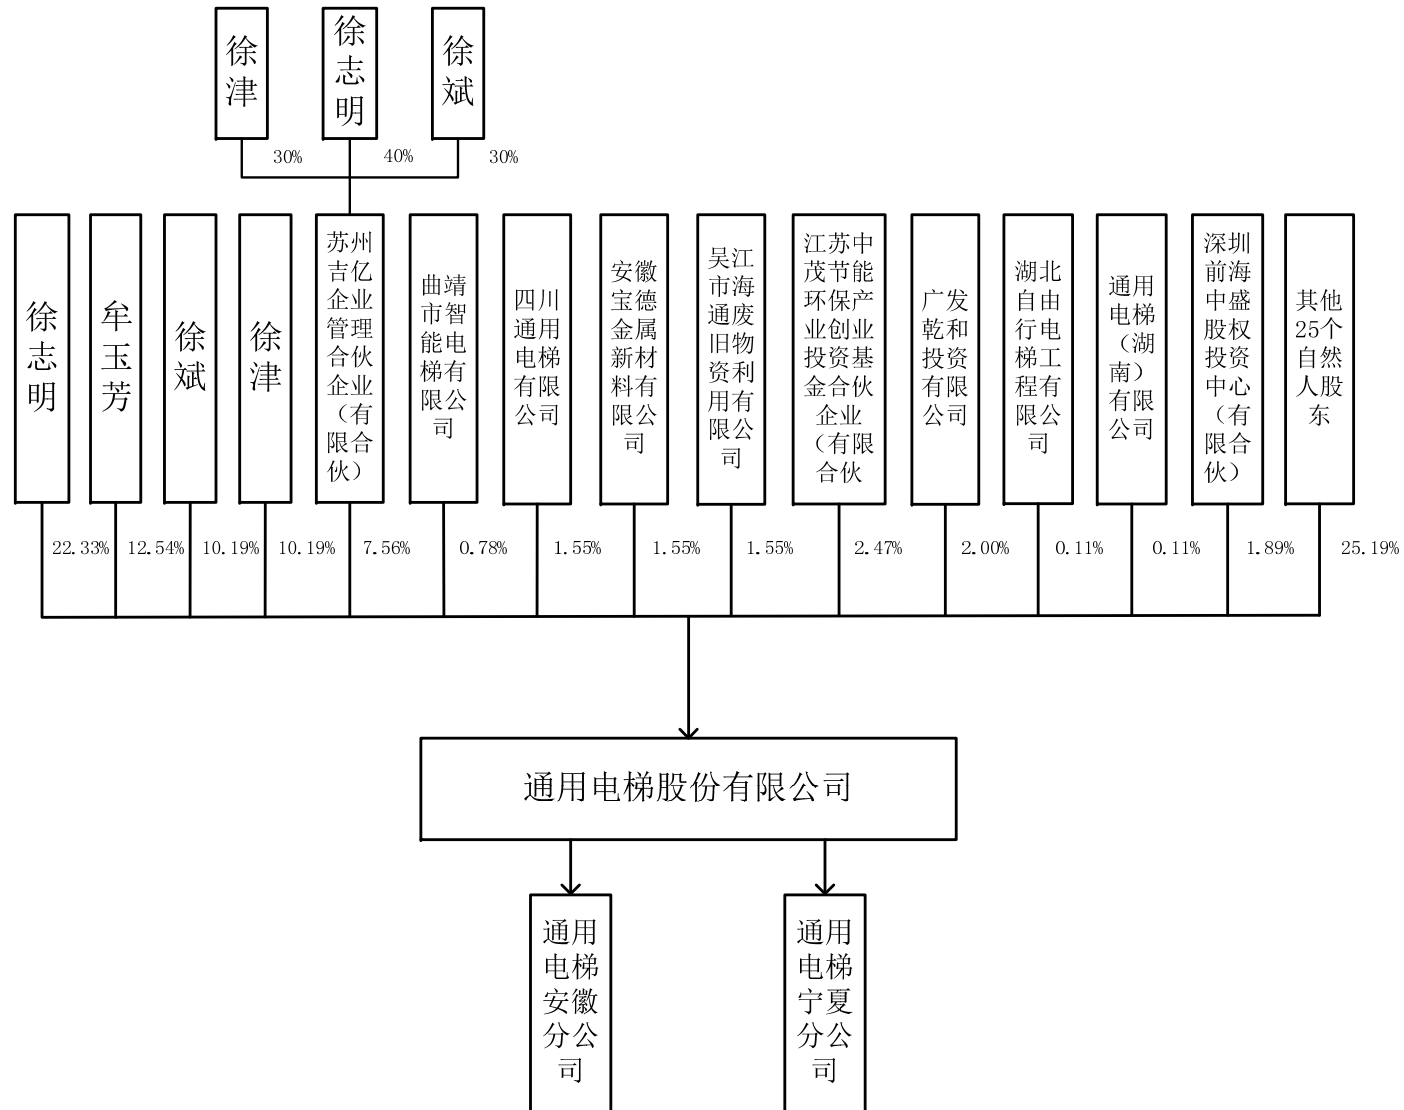 徐
津
徐
志
明
徐
斌
30%
40%
30%
徐
志
明
牟
玉
芳
徐
斌
徐
津
苏州
吉亿
企业
管理
合伙
企业
（有
限合
伙）
曲靖
市智
能电
梯有
限公
司
四川
通用
电梯
有限
公司
安徽
宝德
金属
新材
料有
限公
司
吴江
市海
通废
旧物
资利
用有
限公
司
江苏中
茂节能
环保产
业创业
投资基
金合伙
企业
（有限
合伙
广发
乾和
投资
有限
公司
湖北
自由
行电
梯工
程有
限公
司
通用
电梯
（湖
南）
有限
公司
深圳
前海
中盛
股权
投资
中心
（有
限合
伙）
其他
25个
自然
人股
东
22.33%
12.54%
10.19%
10.19%
7.56%
0.78%
1.55%
1.55%
1.55%
2.47%
2.00%
0.11%
0.11%
1.89%
25.19%
通用电梯股份有限公司
通用
电梯
安徽
分公
司
通用
电梯
宁夏
分公
司